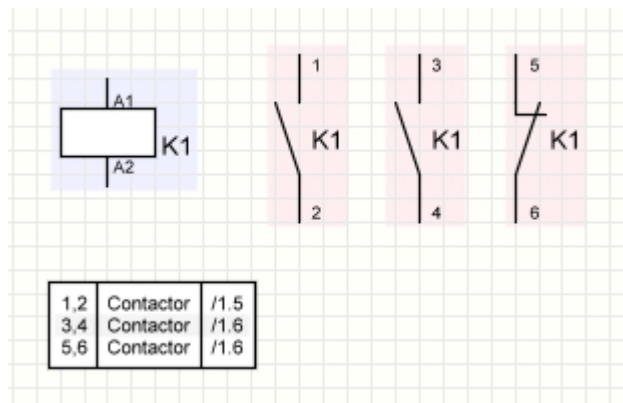 A1
K1
A2
1
K1
2
3
K1
4
5
K1
6
1,2 Contactor /1.5
3,4 Contactor /1.6
5,6 Contactor /1.6